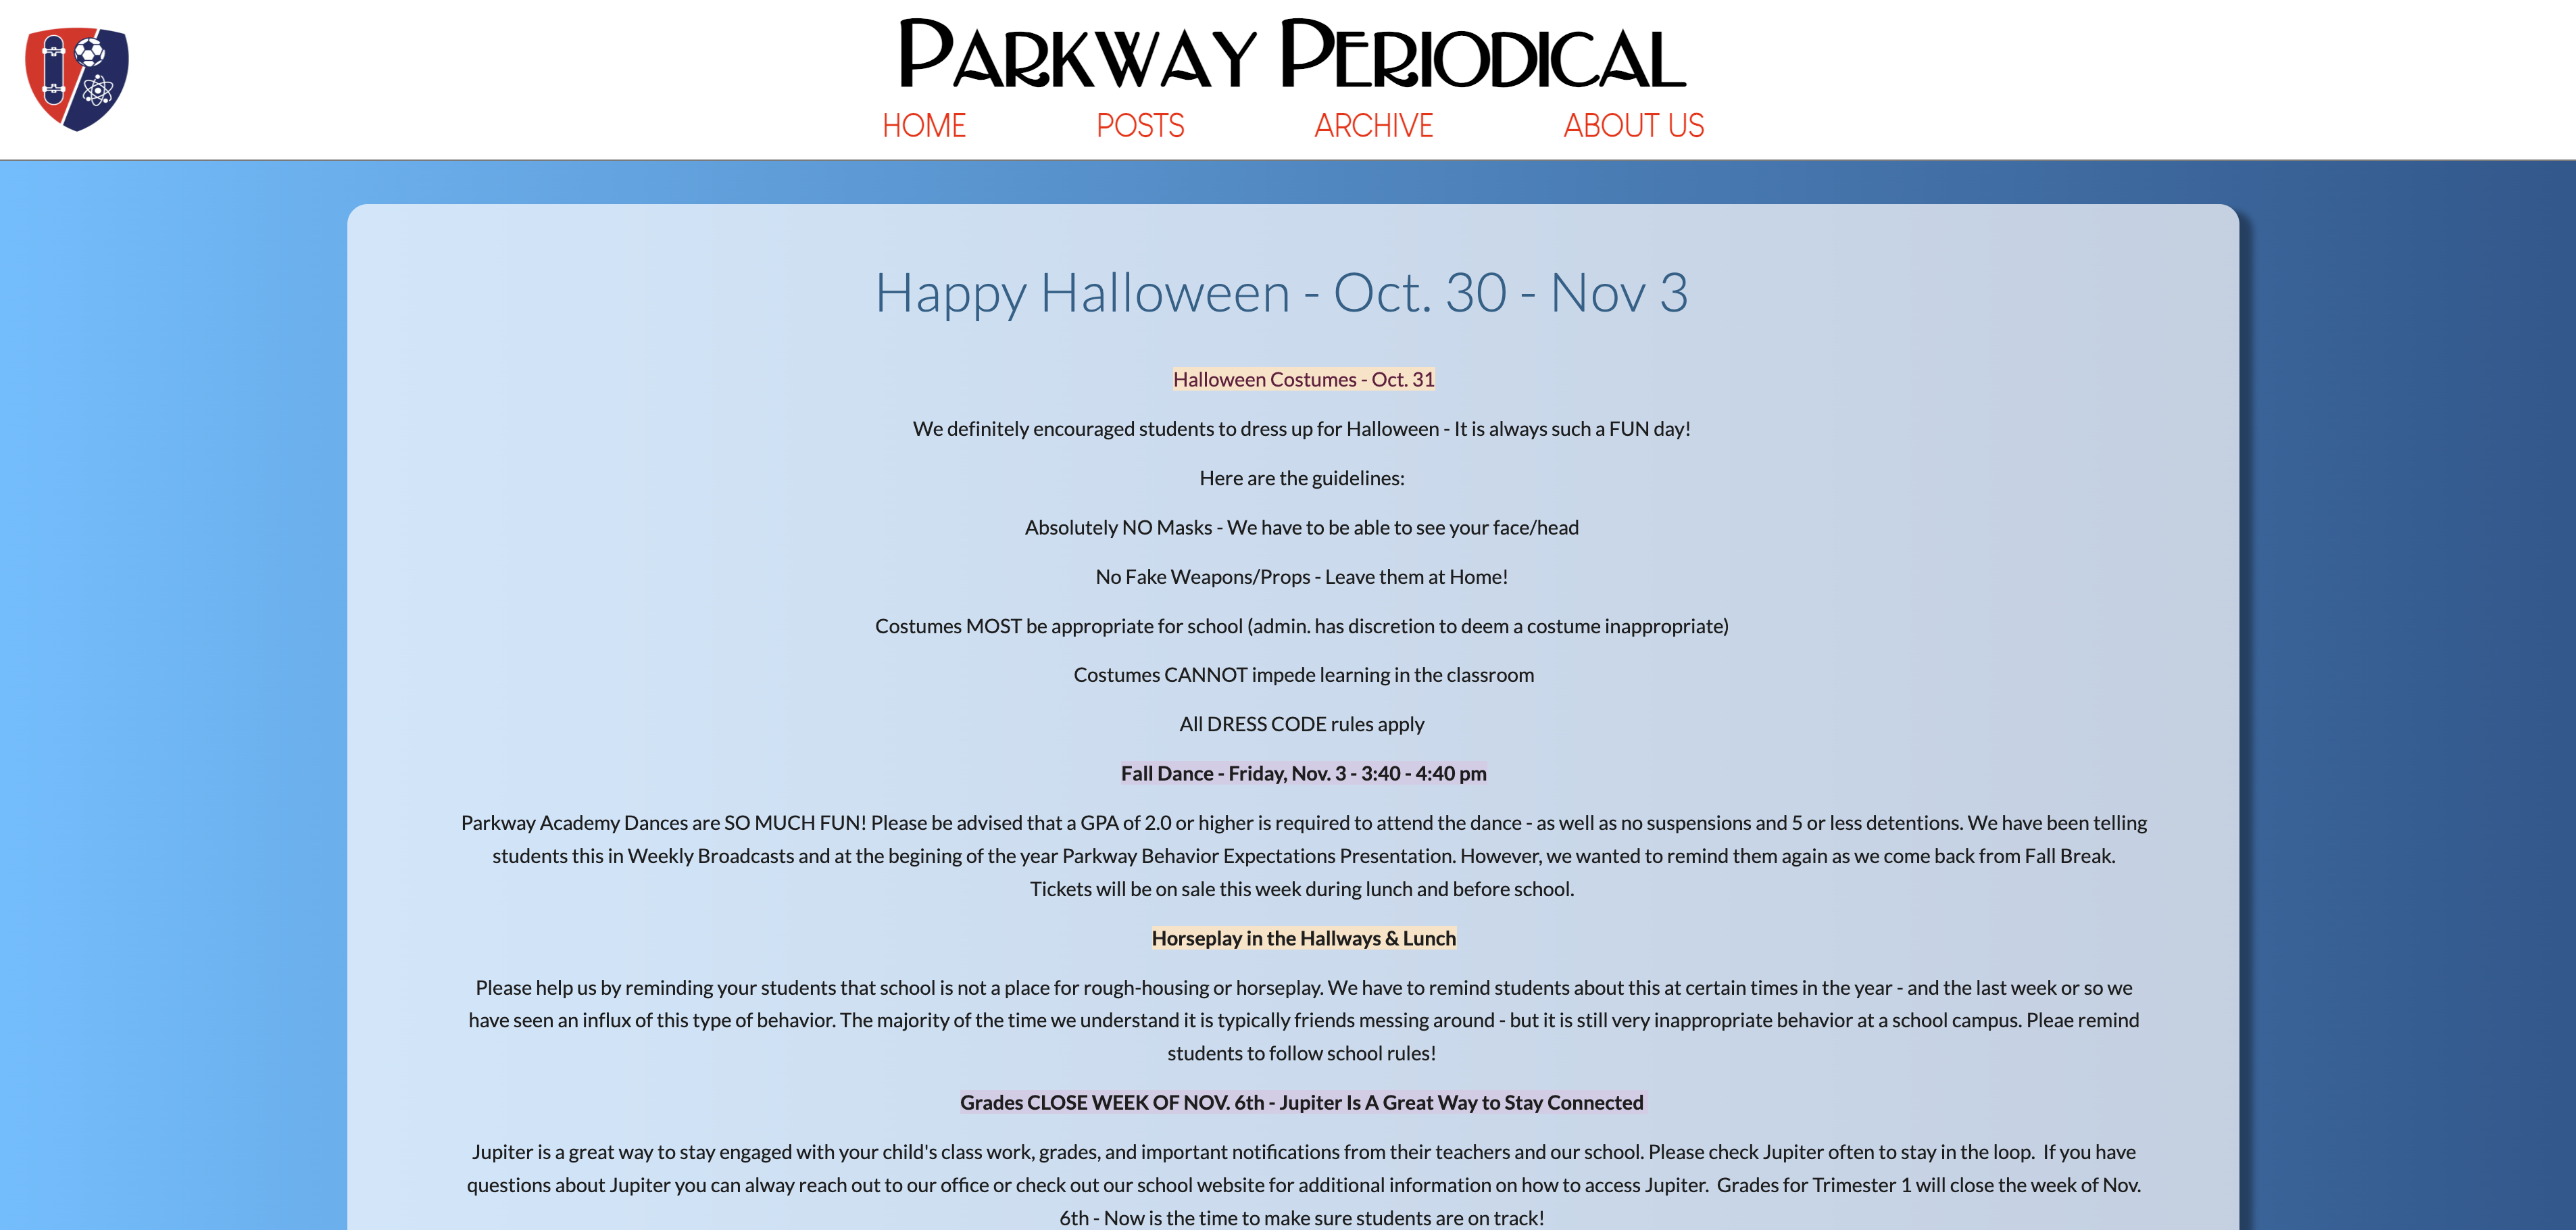 PARKWAY PERIODICAL
HOME POSTS ARCHIVE ABOUT US
Happy Halloween - Oct. 30 - Nov 3
Halloween Costumes - Oct. 31
We definitely encouraged students to dress up for Halloween - It is always such a FUN day!
Here are the guidelines:
Absolutely NO Masks - We have to be able to see your face/head
No Fake Weapons/Props - Leave them at Home!
Costumes MOST be appropriate for school (admin. has discretion to deem a costume inappropriate)
Costumes CANNOT impede learning in the classroom
All DRESS CODE rules apply
Fall Dance - Friday, Nov. 3 - 3:40 - 4:40 pm
Parkway Academy Dances are SO MUCH FUN! Please be advised that a GPA of 2.0 or higher is required to attend the dance - as well as no suspensions and 5 or less detentions. We have been telling
students this in Weekly Broadcasts and at the begining of the year Parkway Behavior Expectations Presentation. However, we wanted to remind them again as we come back from Fall Break.
Tickets will be on sale this week during lunch and before school.
Horseplay in the Hallways & Lunch
Please help us by reminding your students that school is not a place for rough-housing or horseplay. We have to remind students about this at certain times in the year - and the last week or so we
have seen an influx of this type of behavior. The majority of the time we understand it is typically friends messing around - but it is still very inappropriate behavior at a school campus. Pleae remind
students to follow school rules!
Grades CLOSE WEEK OF NOV. 6th - Jupiter Is A Great Way to Stay Connected
Jupiter is a great way to stay engaged with your child's class work, grades, and important notifications from their teachers and our school. Please check Jupiter often to stay in the loop.  If you have
questions about Jupiter you can alway reach out to our office or check out our school website for additional information on how to access Jupiter.  Grades for Trimester 1 will close the week of Nov.
6th - Now is the time to make sure students are on track!